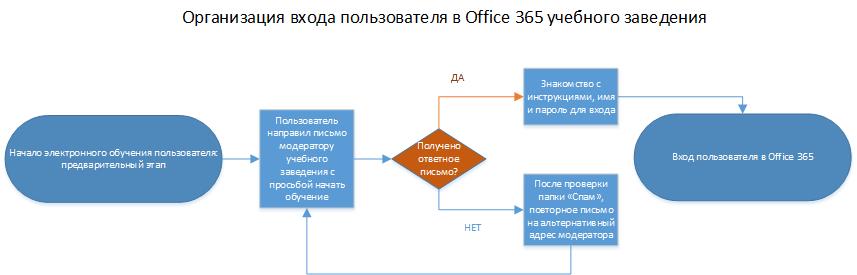 Организация входа пользователя в Office 365 учебного заведения
Начало электронного обучения пользователя:
предварительный этап
Пользователь
направил письмо
модератору
учебного
заведения с
просьбой начать
обучение
Получено
ответное
письмо?
ДА
Знакомство с
инструкциями, имя
и пароль для входа
Вход пользователя в Office 365
НЕТ
После проверки
папки «Спам»,
повторное письмо
на альтернативный
адрес модератора